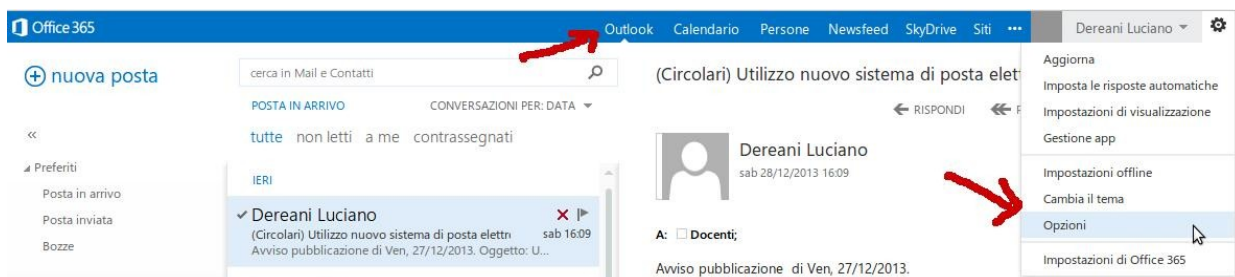 Office 365
Outlook Calendario Persone Newsfeed SkyDrive Siti ••• Dereani Luciano
nuova posta
«
Preferiti
Posta in arrivo
Posta inviata
Bozze
cerca in Mail e Contatti
POSTA IN ARRIVO CONVERSAZIONI PER: DATA
tutte non letti a me contrassegnati
IERI
Dereani Luciano
(Circolari) Utilizzo nuovo sistema di posta elettr sab 16:09
Avviso pubblicazione di Ven, 27/12/2013. Oggetto: U...
(Circolari) Utilizzo nuovo sistema di posta elet
RISPONDI
Dereani Luciano
sab 28/12/2013 16:09
A: Docenti;
Avviso pubblicazione di Ven, 27/12/2013.
Aggiorna
Imposta le risposte automatiche
Impostazioni di visualizzazione
Gestione app
Impostazioni offline
Cambia il tema
Opzioni
Impostazioni di Office 365